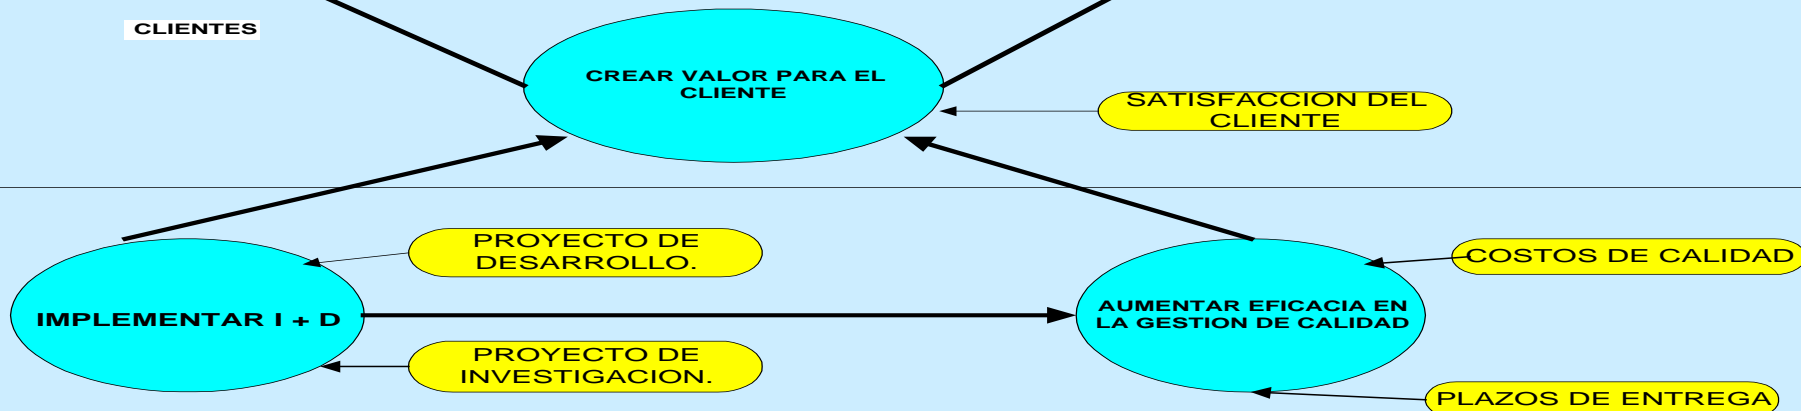 CLIENTES
CREAR VALOR PARA EL
CLIENTE
SATISFACCION DEL
CLIENTE
PROYECTO DE
DESARROLLO.
COSTOS DE CALIDAD
IMPLEMENTAR I + D
AUMENTAR EFICACIA EN
LA GESTION DE CALIDAD
PROYECTO DE
INVESTIGACION.
PLAZOS DE ENTREGA